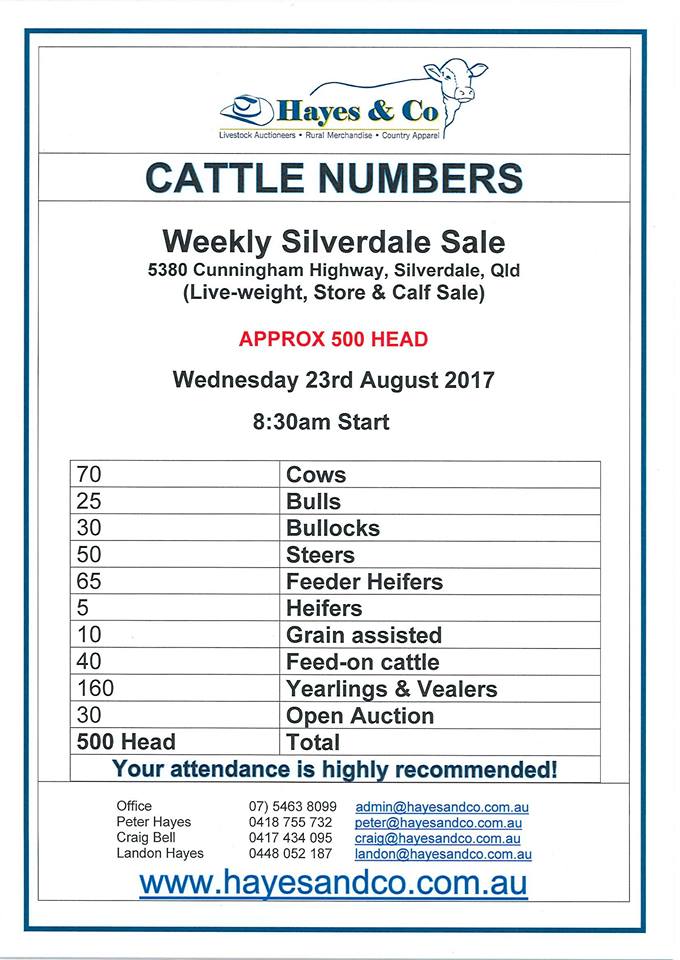 Hayes & Co
Livestock Auctioneers • Rural Merchandise • Country Apparel
CATTLE NUMBERS
Weekly Silverdale Sale
5380 Cunningham Highway, Silverdale, Qld
(Live-weight, Store & Calf Sale)
APPROX 500 HEAD
Wednesday 23rd August 2017
8:30am Start
70 Cows
25 Bulls
30 Bullocks
50 Steers
65 Feeder Heifers
5 Heifers
10 Grain assisted
40 Feed-on cattle
160 Yearlings & Vealers
30 Open Auction
500 Head Total
Your attendance is highly recommended!
Office 07) 5463 8099 admin@hayesandco.com.au
Peter Hayes 0418 755 732 peter@hayesandco.com.au
Craig Bell 0417 434 095 craig@hayesandco.com.au
Landon Hayes 0448 052 187 landon@hayesandco.com.au
www.hayesandco.com.au